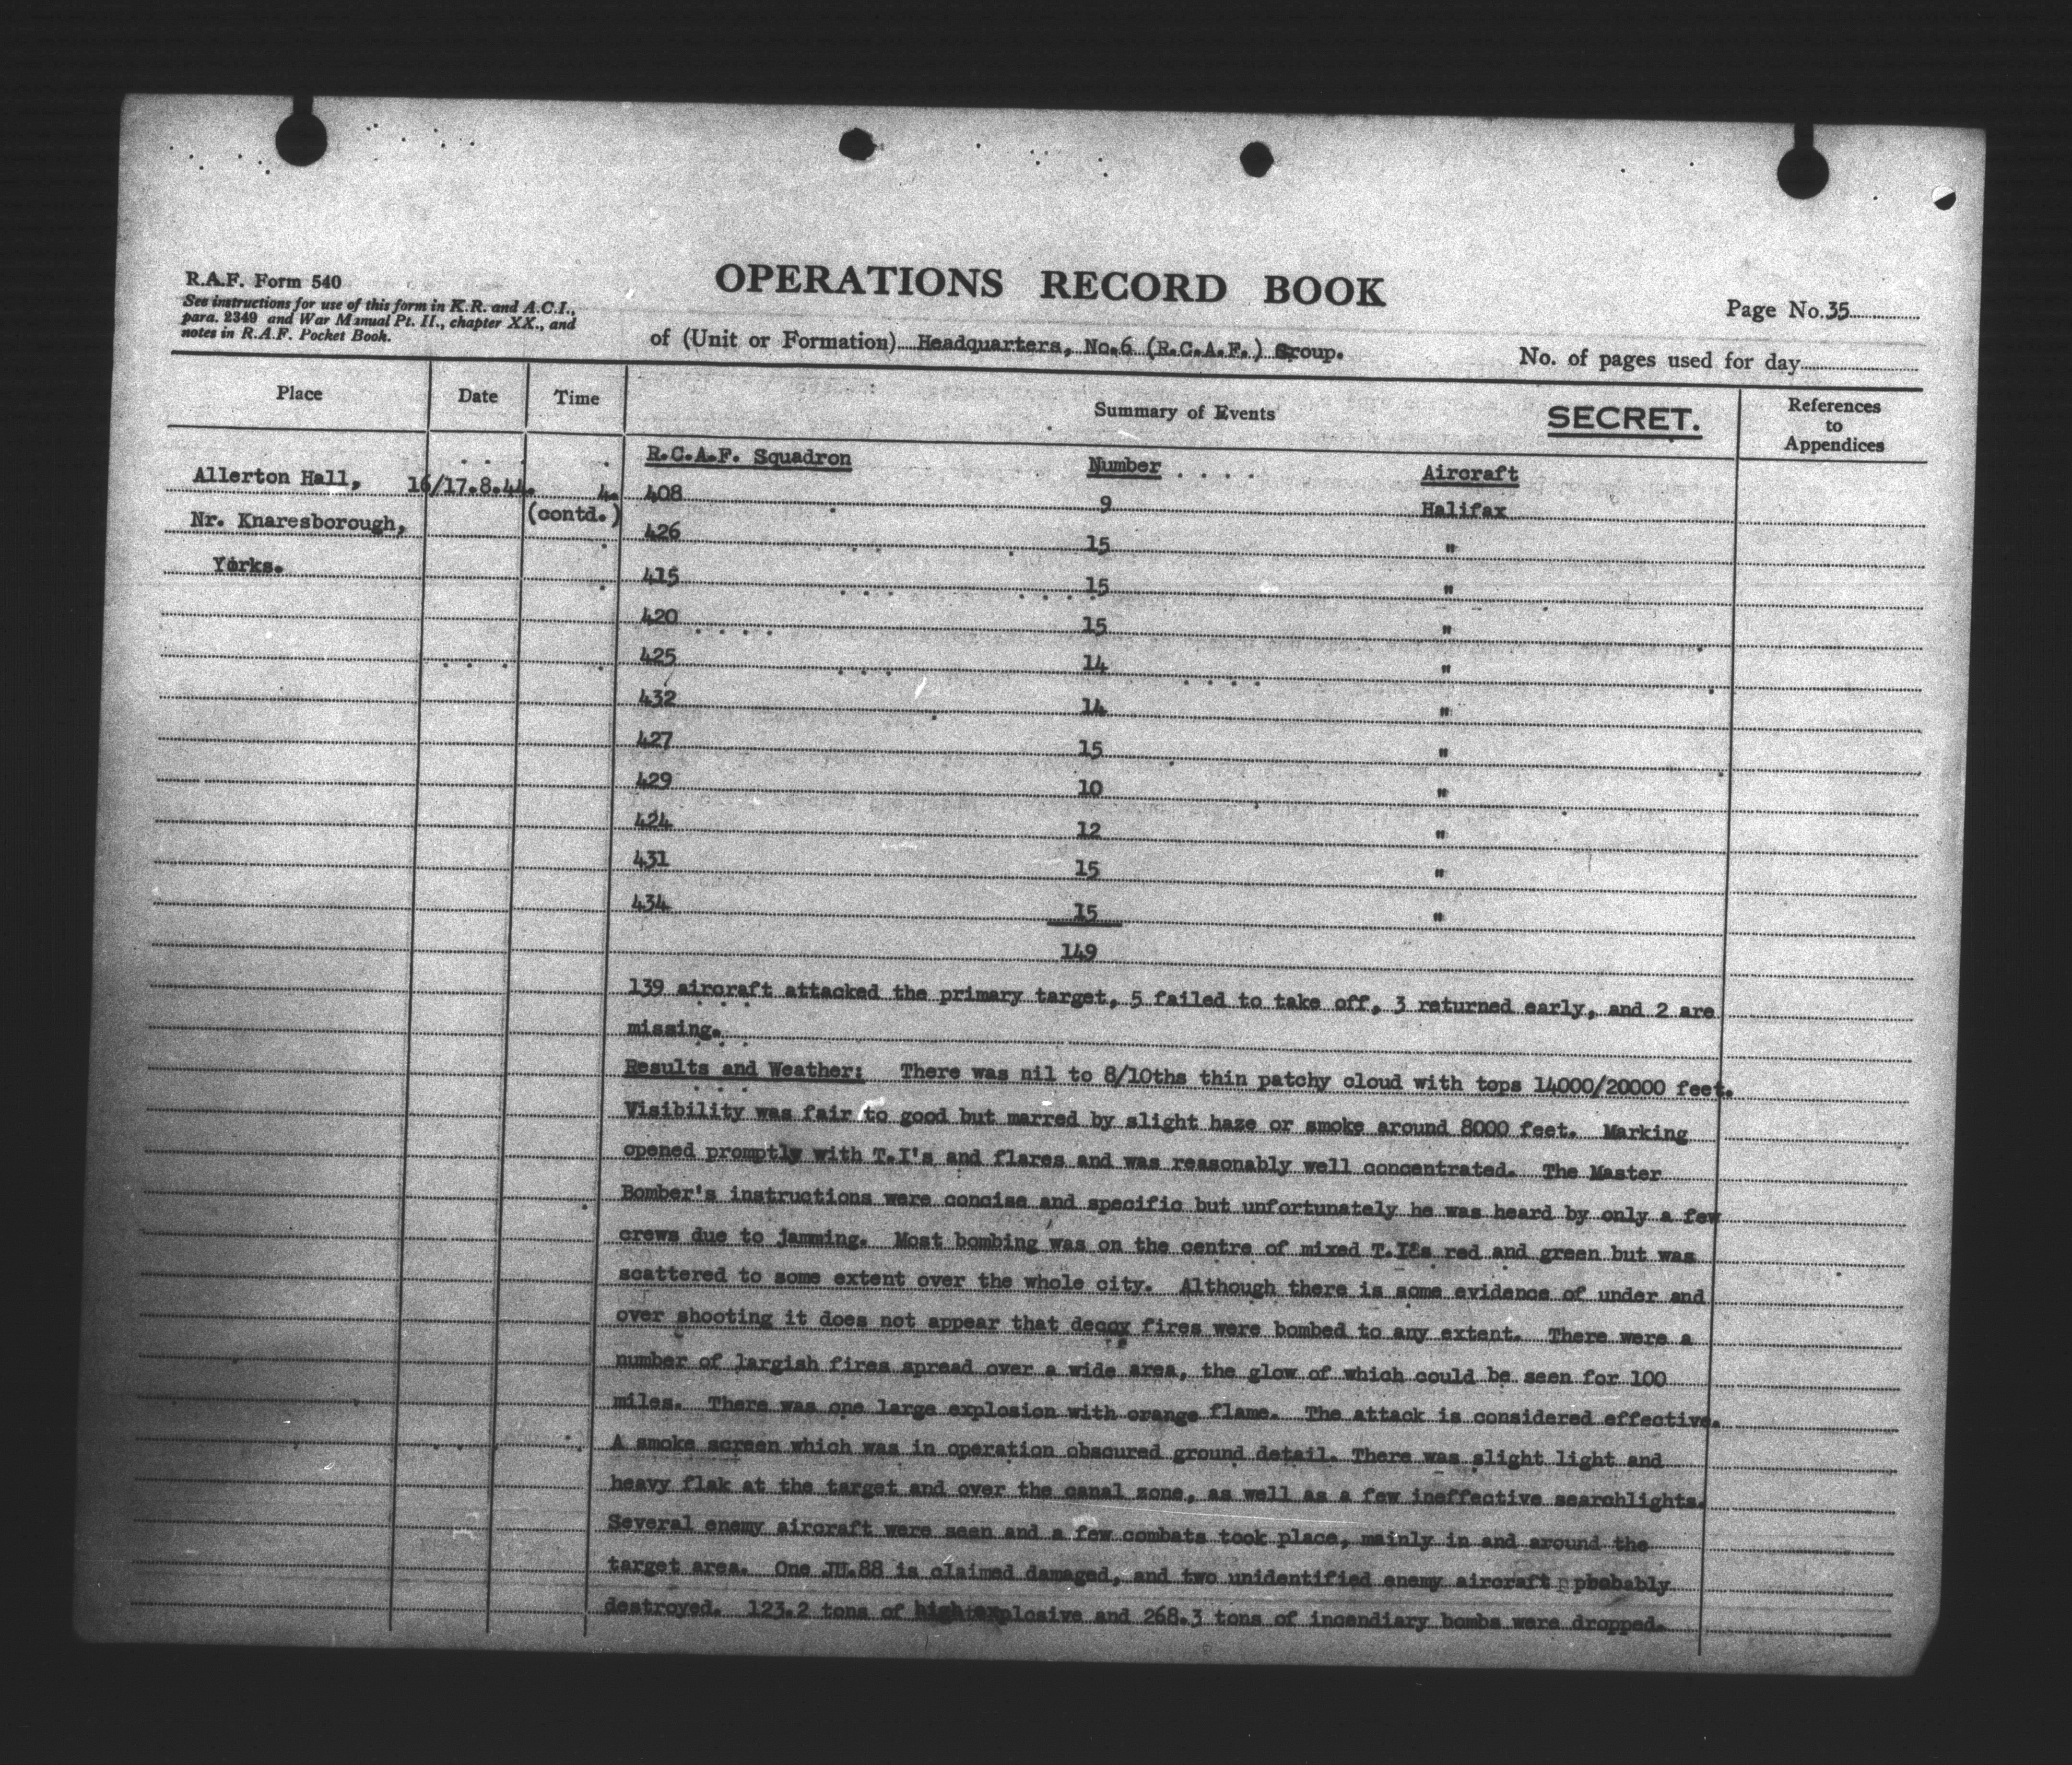 R.A.F. Form 540
See instructions for use of this form in K.R. and A.C.I.,
para. 2349 and War Manual Pt. II., chapter XX., and
notes in R.A.F. Pocket Book.
OPERATIONS RECORD BOOK
Page No. 35
of (Unit or Formation) Headquarters, No.6 (R.C.A.F.) Group.
No. of pages used for day
Place Date Time Summary of Events SECRET. References to Appendices
R.C.A.F. Squadron Number Aircraft
Allerton Hall, 16/17.8.44. 4. 408 9 Halifax
Nr. Knaresborough, (contd.) 426 15 "
Yorks. 415 15 "
420 15 "
425 14 "
432 14 "
427 15 "
429 10 "
424 12 "
431 15 "
434 15 "
149
139 aircraft attacked the primary target, 5 failed to take off, 3 returned early, and 2 are
missing.
Results and Weather: There was nil to 8/10ths thin patchy cloud with tops 14000/20000 feet.
Visibility was fair to good but marred by slight haze or smoke around 8000 feet. Marking
opened promptly with T.I's and flares and was reasonably well concentrated. The Master
Bomber's instructions were concise and specific but unfortunately he was heard by only a few
crews due to jamming. Most bombing was on the centre of mixed T.I's red and green but was
scattered to some extent over the whole city. Although there is some evidence of under and
over shooting it does not appear that decoy fires were bombed to any extent. There were a
number of largish fires spread over a wide area, the glow of which could be seen for 100
miles. There was one large explosion with orange flame. The attack is considered effective.
A smoke screen which was in operation obscured ground detail. There was slight light and
heavy flak at the target and over the canal zone, as well as a few ineffective searchlights.
Several enemy aircraft were seen and a few combats took place, mainly in and around the
target area. One JU.88 is claimed damaged, and two unidentified enemy aircraft pbobably
destroyed. 123.2 tons of high explosive and 268.3 tons of incendiary bombs were dropped.